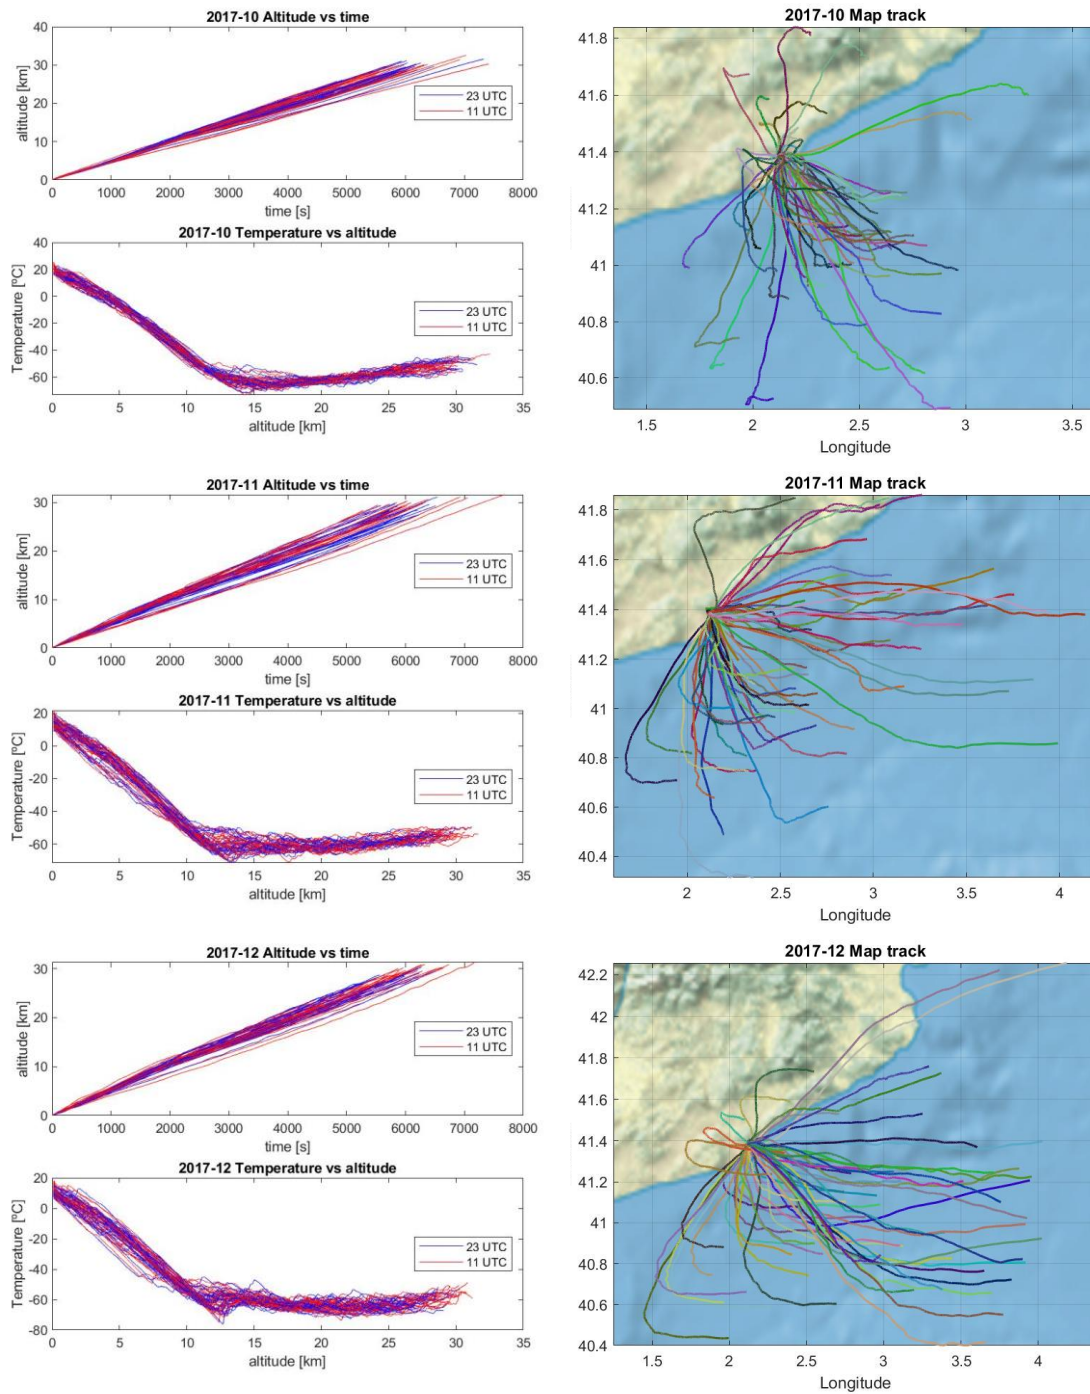 2017-10 Altitude vs time
40
30
20
10
0
altitude [km]
23 UTC
11 UTC
0 1000 2000 3000 4000 5000 6000 7000 8000
time [s]
2017-10 Temperature vs altitude
40
20
0
-20
-40
-60
Temperature [ºC]
23 UTC
11 UTC
0 5 10 15 20 25 30 35
altitude [km]
2017-10 Map track
41.8
41.6
41.4
41.2
41
40.8
40.6
1.5 2 2.5 3 3.5
Longitude
2017-11 Altitude vs time
30
20
10
0
altitude [km]
23 UTC
11 UTC
0 1000 2000 3000 4000 5000 6000 7000 8000
time [s]
2017-11 Temperature vs altitude
20
0
-20
-40
-60
Temperature [ºC]
23 UTC
11 UTC
0 5 10 15 20 25 30 35
altitude [km]
2017-11 Map track
41.8
41.6
41.4
41.2
41
40.8
40.6
40.4
2 2.5 3 3.5 4
Longitude
2017-12 Altitude vs time
30
20
10
0
altitude [km]
23 UTC
11 UTC
0 1000 2000 3000 4000 5000 6000 7000 8000
time [s]
2017-12 Temperature vs altitude
20
0
-20
-40
-60
-80
Temperature [ºC]
23 UTC
11 UTC
0 5 10 15 20 25 30 35
altitude [km]
2017-12 Map track
42.2
42
41.8
41.6
41.4
41.2
41
40.8
40.6
40.4
1.5 2 2.5 3 3.5 4
Longitude